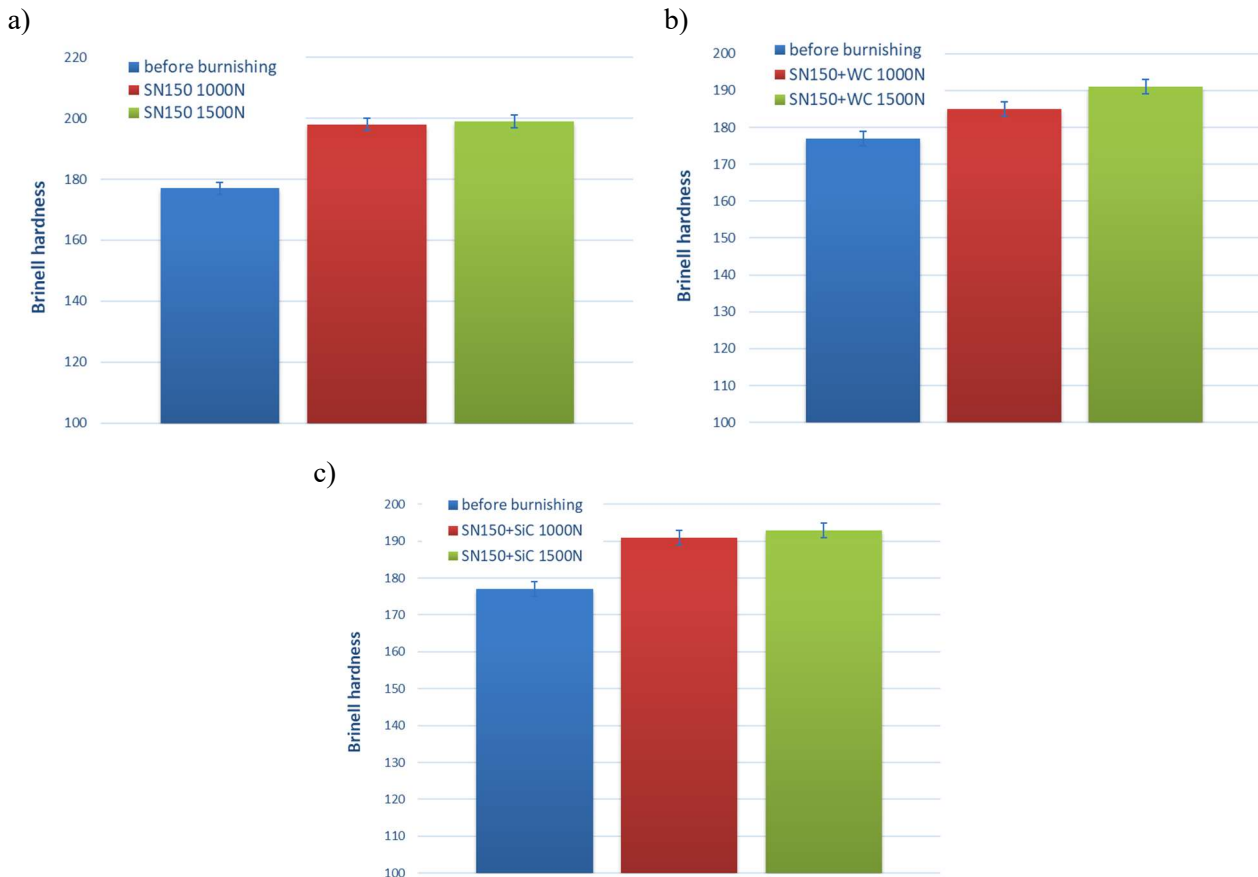 a)
220
200
180
160
140
120
100
Brinell hardness
before burnishing
SN150 1000N
SN150 1500N
b)
200
190
180
170
160
150
140
130
120
110
100
Brinell hardness
before burnishing
SN150+WC 1000N
SN150+WC 1500N
c)
200
190
180
170
160
150
140
130
120
110
100
Brinell hardness
before burnishing
SN150+SiC 1000N
SN150+SiC 1500N